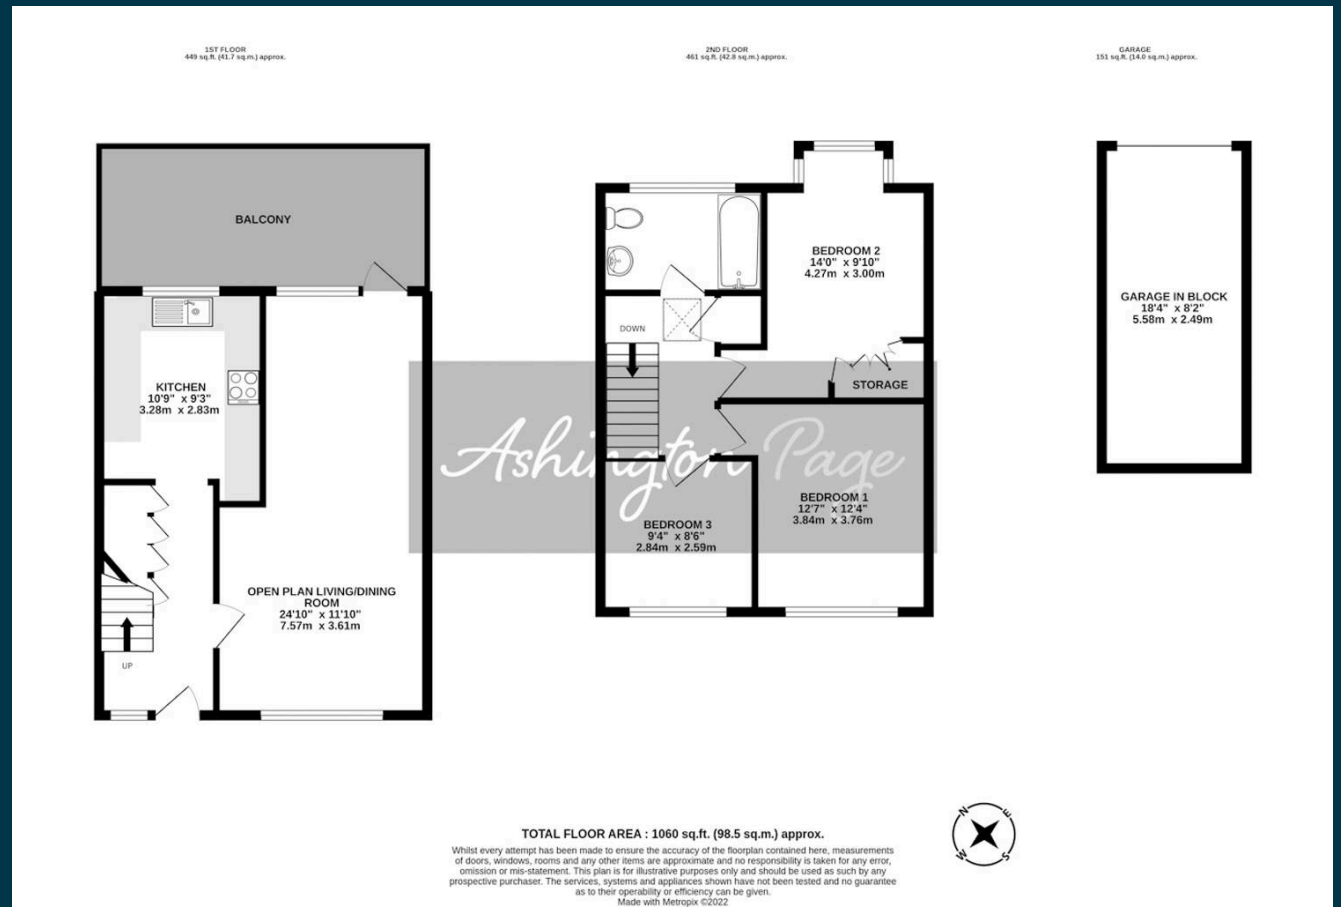 1ST FLOOR
449 sq.ft. (41.7 sq.m.) approx.
2ND FLOOR
461 sq.ft. (42.8 sq.m.) approx.
GARAGE
151 sq.ft. (14.0 sq.m.) approx.
BALCONY
KITCHEN
10'9" x 9'3"
3.28m x 2.83m
OPEN PLAN LIVING/DINING
ROOM
24'10" x 11'10"
7.57m x 3.61m
UP
DOWN
BEDROOM 2
14'0" x 9'10"
4.27m x 3.00m
STORAGE
Ashington Page
BEDROOM 1
12'7" x 12'4"
3.84m x 3.76m
BEDROOM 3
9'4" x 8'6"
2.84m x 2.59m
GARAGE IN BLOCK
18'4" x 8'2"
5.58m x 2.49m
N
E
W
S
TOTAL FLOOR AREA : 1060 sq.ft. (98.5 sq.m.) approx.
Whilst every attempt has been made to ensure the accuracy of the floorplan contained here, measurements
of doors, windows, rooms and any other items are approximate and no responsibility is taken for any error,
omission or mis-statement. This plan is for illustrative purposes only and should be used as such by any
prospective purchaser. The services, systems and appliances shown have not been tested and no guarantee
as to their operability or efficiency can be given.
Made with Metropix ©2022